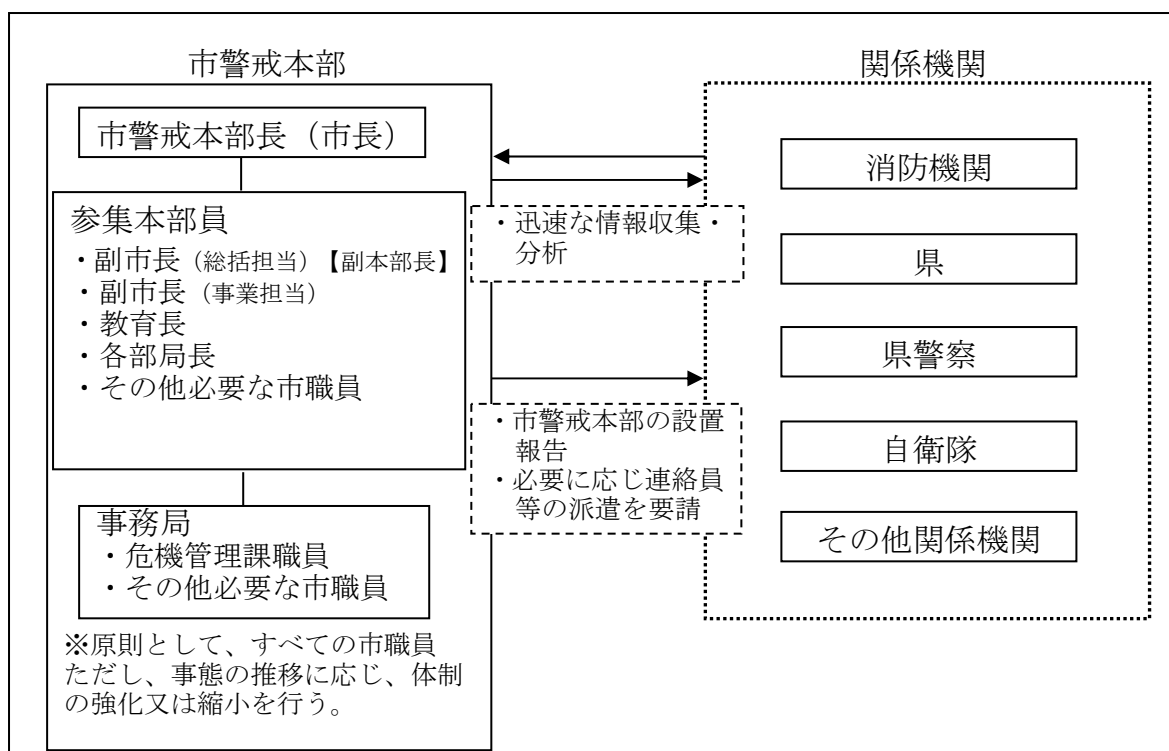 市警戒本部
市警戒本部長（市長）
参集本部員
・副市長（総括担当）【副本部長】
・副市長（事業担当）
・教育長
・各部局長
・その他必要な市職員
事務局
・危機管理課職員
・その他必要な市職員
※原則として、すべての市職員
ただし、事態の推移に応じ、体制
の強化又は縮小を行う。
・迅速な情報収集・
分析
・市警戒本部の設置
報告
・必要に応じ連絡員
等の派遣を要請
関係機関
消防機関
県
県警察
自衛隊
その他関係機関